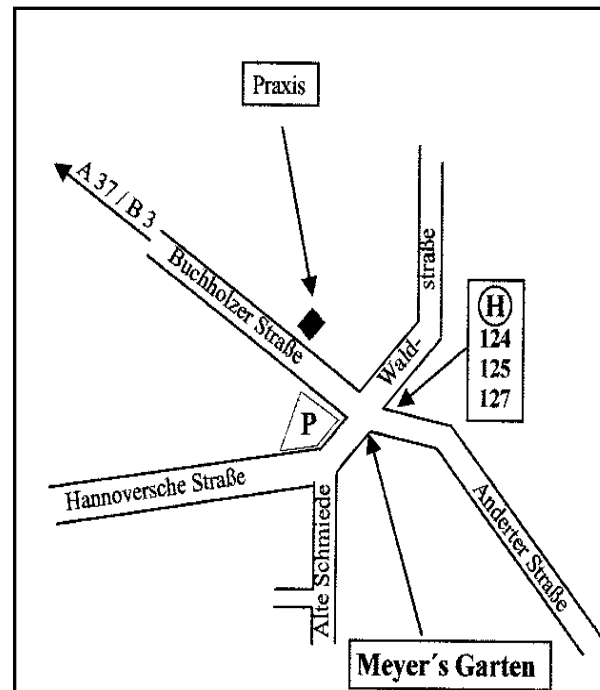 Praxis
A 37 / B 3
Buchholzer Straße
straße
Wald-
H
124
125
127
P
Hannoversche Straße
Anderter Straße
Alte Schmiede
Meyer´s Garten